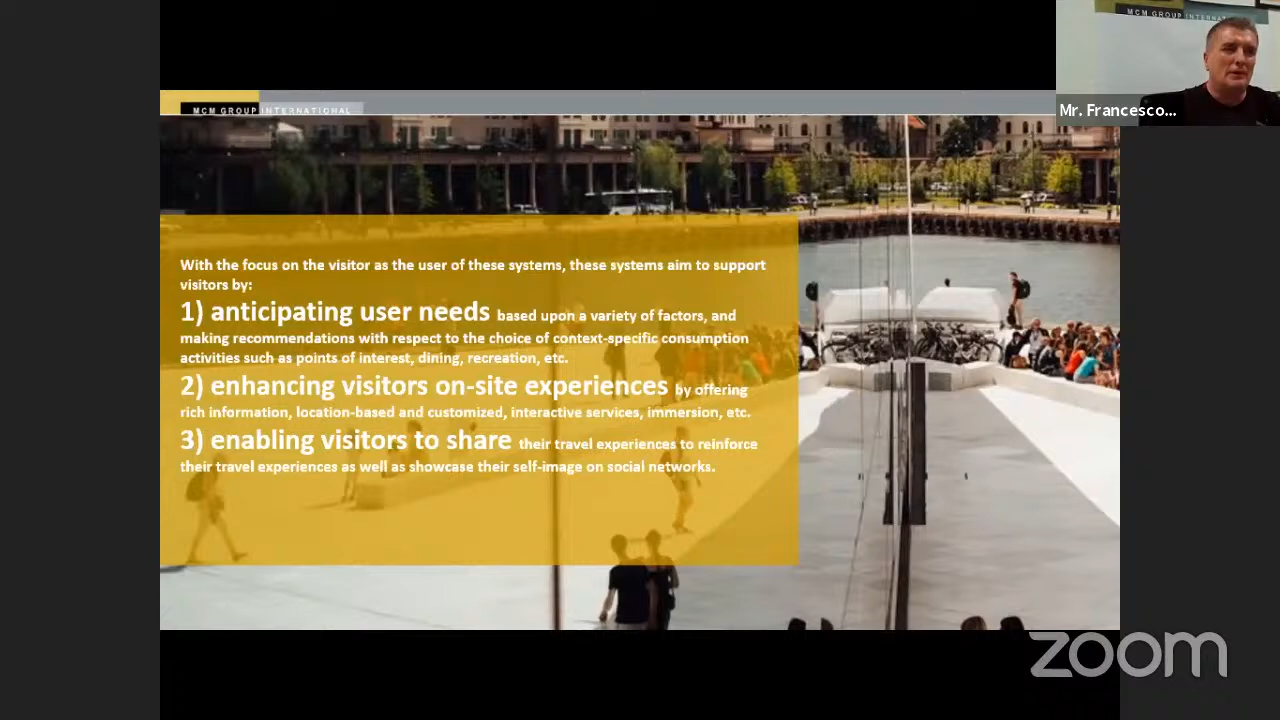 MCM GROUP INTERNATIONAL
Mr. Francesco...
MCM GROUP INTERNATIONAL
With the focus on the visitor as the user of these systems, these systems aim to support
visitors by:
1) anticipating user needs based upon a variety of factors, and
making recommendations with respect to the choice of context-specific consumption
activities such as points of interest, dining, recreation, etc.
2) enhancing visitors on-site experiences by offering
rich information, location-based and customized, interactive services, immersion, etc.
3) enabling visitors to share their travel experiences to reinforce
their travel experiences as well as showcase their self-image on social networks.
zoom